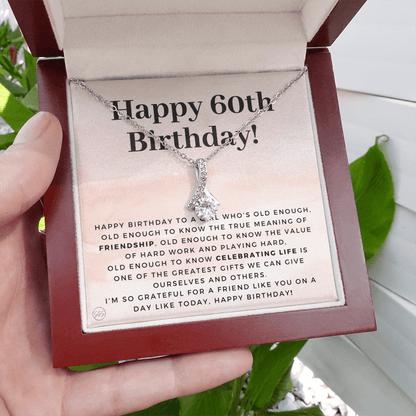 Happy 60th
Birthday!
HAPPY BIRTHDAY TO A GIRL WHO'S OLD ENOUGH.
OLD ENOUGH TO KNOW THE TRUE MEANING OF
FRIENDSHIP, OLD ENOUGH TO KNOW THE VALUE
OF HARD WORK AND PLAYING HARD.
OLD ENOUGH TO KNOW CELEBRATING LIFE IS
ONE OF THE GREATEST GIFTS WE CAN GIVE
OURSELVES AND OTHERS.
I'M SO GRATEFUL FOR A FRIEND LIKE YOU ON A
DAY LIKE TODAY, HAPPY BIRTHDAY!